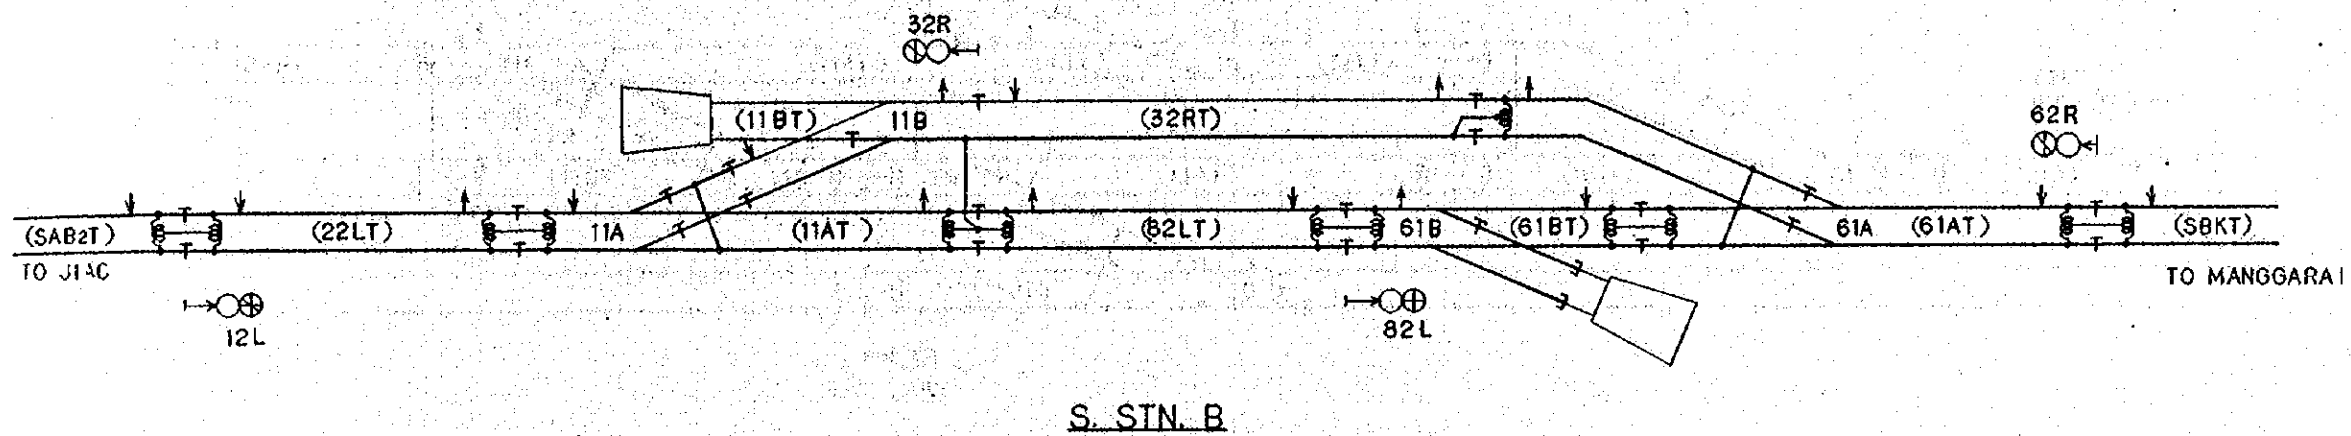 32R
(11BT)
11B
(32RT)
62R
(SAB2T)
(22LT)
11A
(11AT)
(82LT)
61B
(61BT)
61A
(61AT)
(SBKT)
TO JIAC
TO MANGGARAI
12L
82L
S. STN. B